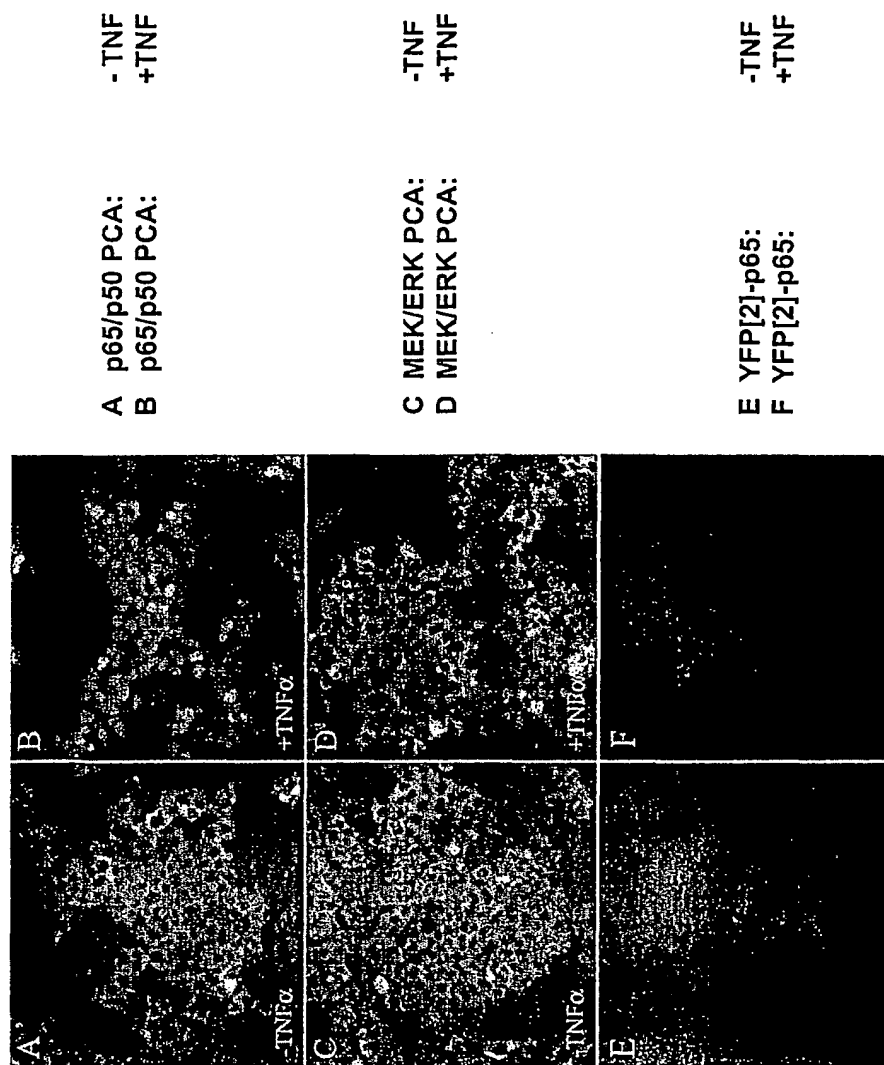 A p65/p50 PCA: - TNF
B p65/p50 PCA: +TNF
C MEK/ERK PCA: -TNF
D MEK/ERK PCA: +TNF
E YFP[2]-p65: -TNF
F YFP[2]-p65: +TNF
A
-TNFα
B
+TNFα
C
-TNFα
D
+TNFα
E
F